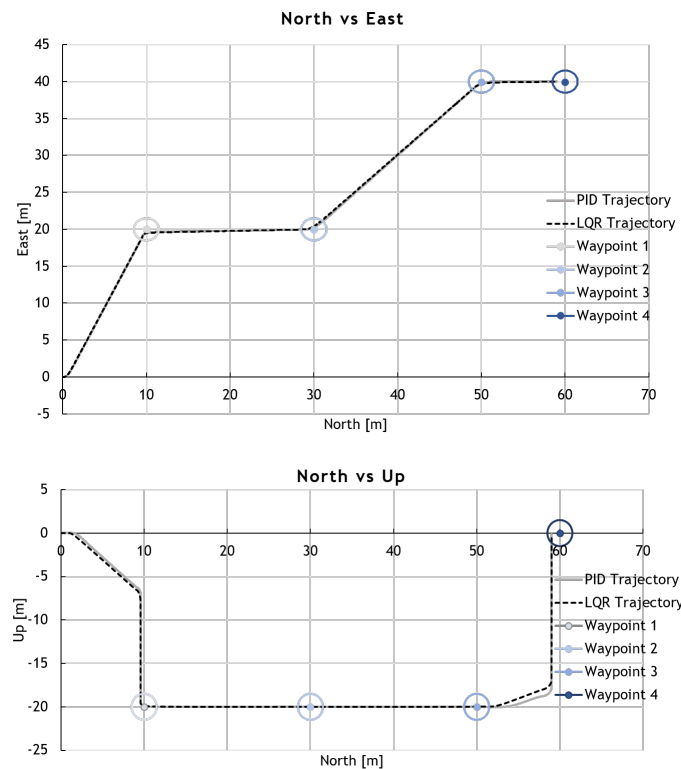 North vs East
45
40
35
30
25
20
15
10
5
0
-5
East [m]
0 10 20 30 40 50 60 70
North [m]
PID Trajectory
LQR Trajectory
Waypoint 1
Waypoint 2
Waypoint 3
Waypoint 4
North vs Up
5
0
-5
-10
-15
-20
-25
Up [m]
0 10 20 30 40 50 60 70
North [m]
PID Trajectory
LQR Trajectory
Waypoint 1
Waypoint 2
Waypoint 3
Waypoint 4